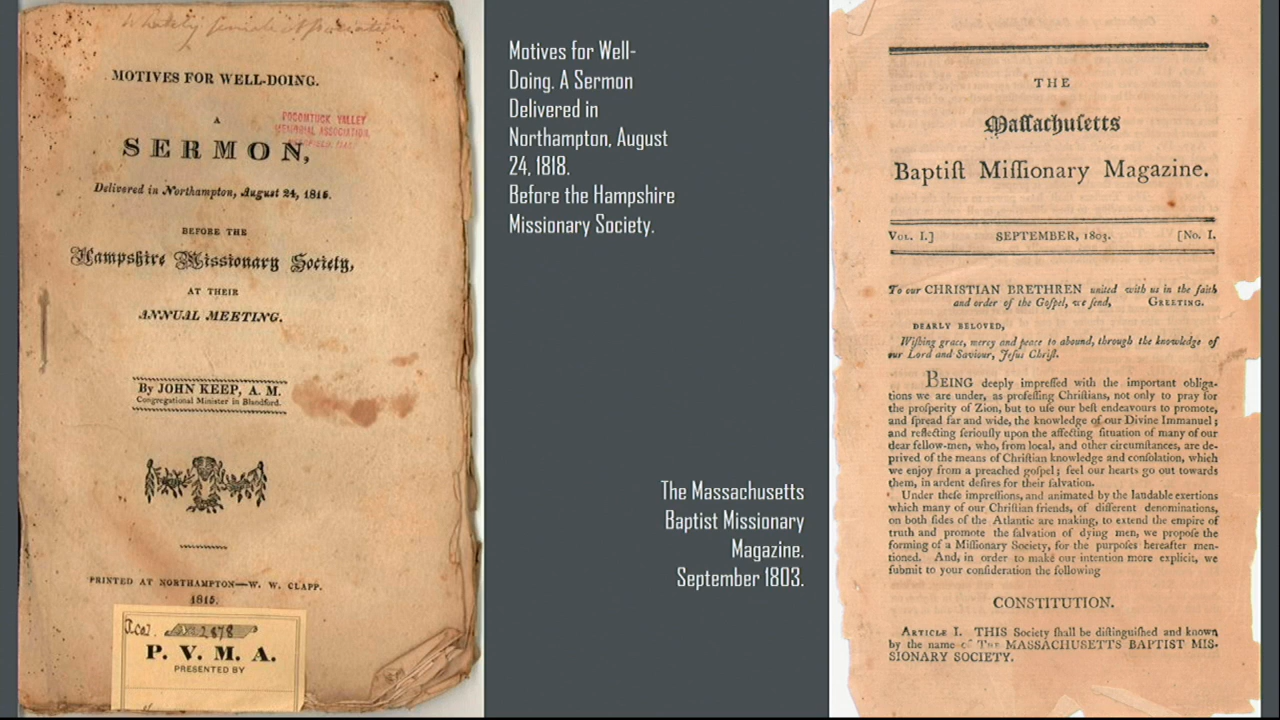 Whately female association
MOTIVES FOR WELL-DOING.
A
SERMON,
Delivered in Northampton, August 24, 1815.
BEFORE THE
Hampshire Missionary Society,
AT THEIR
ANNUAL MEETING.
By JOHN KEEP, A. M.
Congregational Minister in Blandford.
PRINTED AT NORTHAMPTON—W. W. CLAPP.
1815.
POCOMTUCK VALLEY
MEMORIAL ASSOCIATION
P. V. M. A.
PRESENTED BY
Motives for Well-
Doing. A Sermon
Delivered in
Northampton, August
24, 1818.
Before the Hampshire
Missionary Society.
The Massachusetts
Baptist Missionary
Magazine.
September 1803.
THE
Maſſachuſetts
Baptiſt Miſſionary Magazine.
Vol. I.] SEPTEMBER, 1803. [No. I.
To our CHRISTIAN BRETHREN united with us in the faith
and order of the Goſpel, we ſend, GREETING.
DEARLY BELOVED,
Wiſhing grace, mercy and peace to abound, through the knowledge of
our Lord and Saviour, Jeſus Chriſt.
BEING deeply impreſſed with the important obliga-
tions we are under, as profeſſing Chriſtians, not only to pray for
the proſperity of Zion, but to uſe our beſt endeavours to promote,
and ſpread far and wide, the knowledge of our Divine Immanuel;
and reflecting ſeriouſly upon the affecting ſituation of many of our
dear fellow-men, who, from local, and other circumſtances, are de-
prived of the means of Chriſtian knowledge and conſolation, which
we enjoy from a preached goſpel; feel our hearts go out towards
them, in ardent deſires for their ſalvation.
Under theſe impreſſions, and animated by the laudable exertions
which many of our Chriſtian friends, of different denominations,
on both ſides of the Atlantic are making, to extend the empire of
truth and promote the ſalvation of dying men, we propoſe the
forming of a Miſſionary Society, for the purpoſes hereafter men-
tioned. And, in order to make our intention more explicit, we
ſubmit to your conſideration the following
CONSTITUTION.
ARTICLE I. THIS Society ſhall be diſtinguiſhed and known
by the name of THE MASSACHUSETTS BAPTIST MIS-
SIONARY SOCIETY.